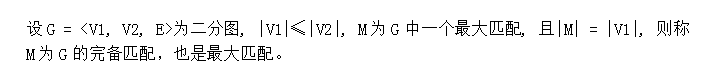 设G = <V1, V2, E>为二分图, |V1|≤|V2|, M为G中一个最大匹配, 且|M| = |V1|, 则称
M为G的完备匹配，也是最大匹配。